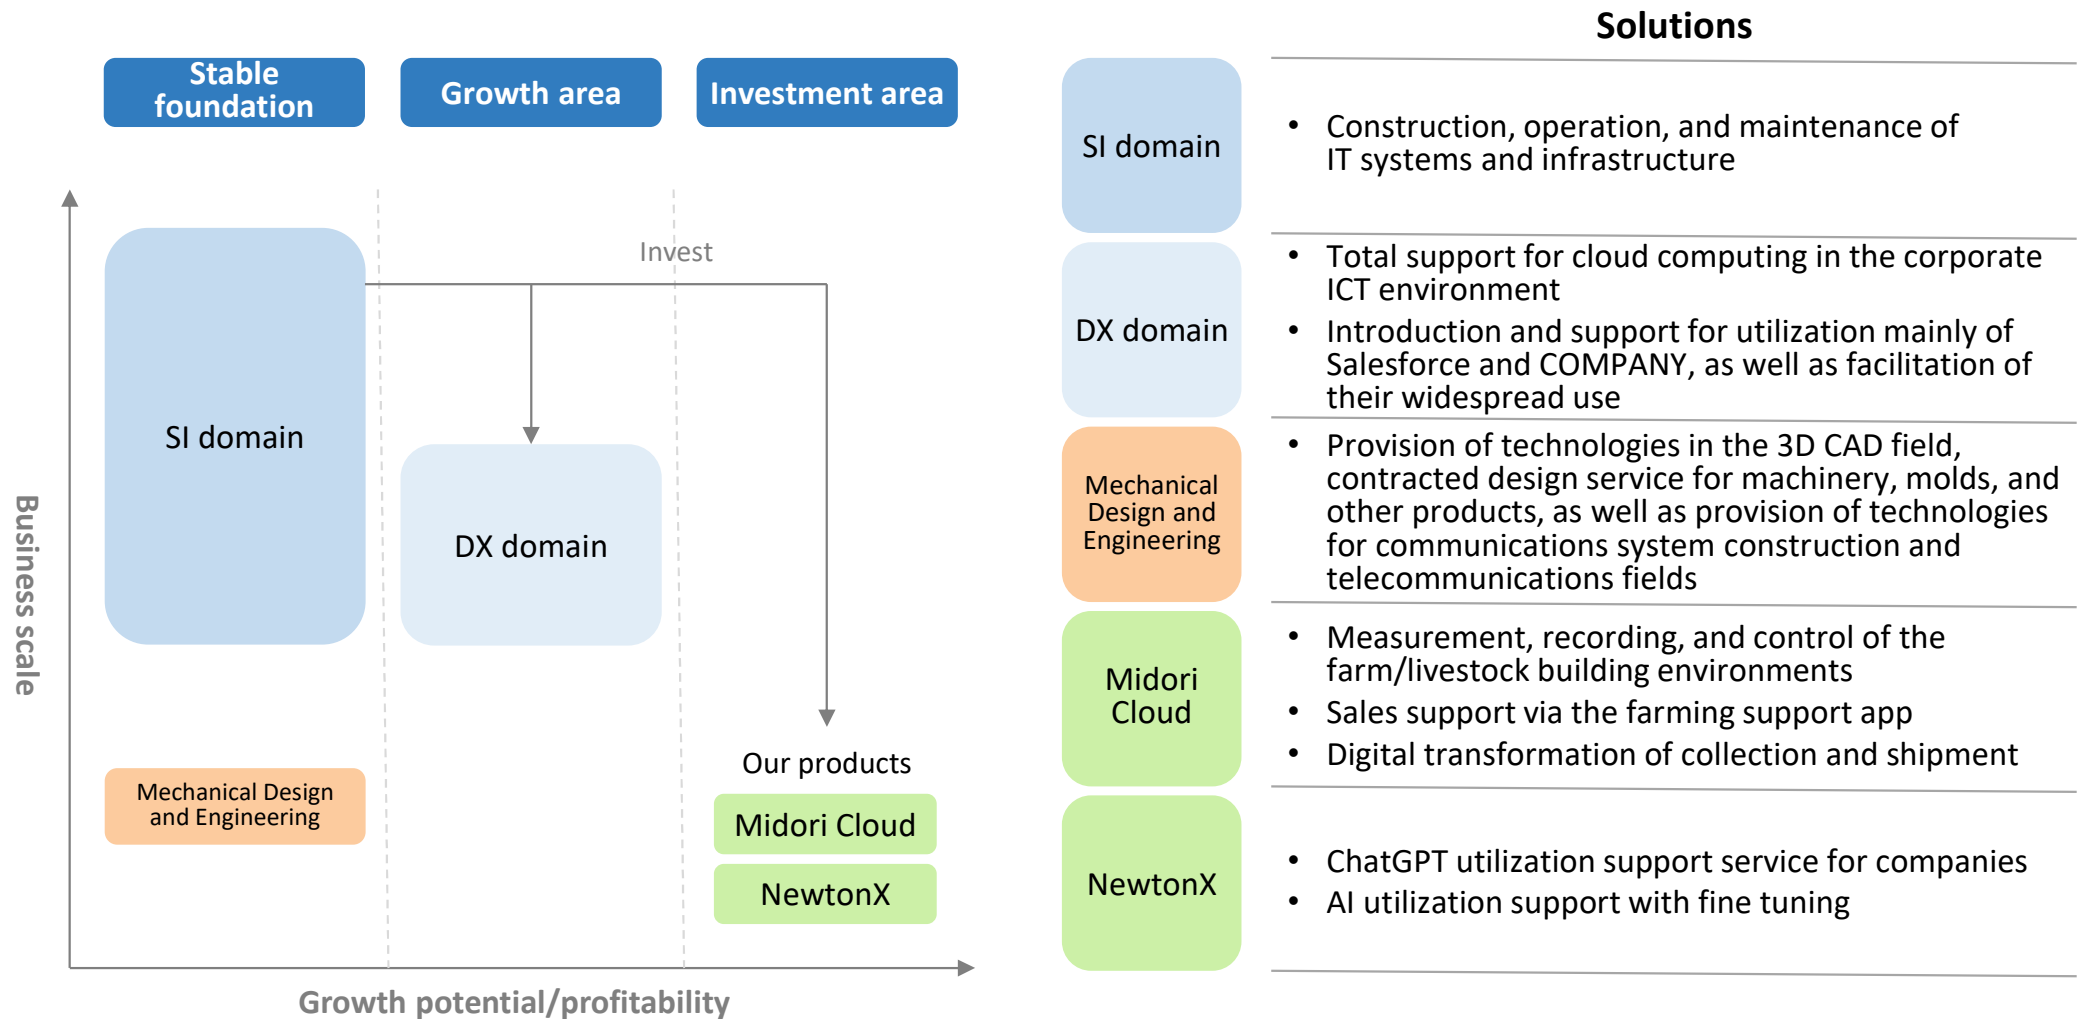 Stable
foundation
Growth area
Investment area
Invest
SI domain
DX domain
Mechanical Design
and Engineering
Our products
Midori Cloud
NewtonX
Business scale
Growth potential/profitability
Solutions
SI domain
• Construction, operation, and maintenance of
IT systems and infrastructure
DX domain
• Total support for cloud computing in the corporate
ICT environment
• Introduction and support for utilization mainly of
Salesforce and COMPANY, as well as facilitation of
their widespread use
Mechanical
Design and
Engineering
• Provision of technologies in the 3D CAD field,
contracted design service for machinery, molds, and
other products, as well as provision of technologies
for communications system construction and
telecommunications fields
Midori
Cloud
• Measurement, recording, and control of the
farm/livestock building environments
• Sales support via the farming support app
• Digital transformation of collection and shipment
NewtonX
• ChatGPT utilization support service for companies
• AI utilization support with fine tuning